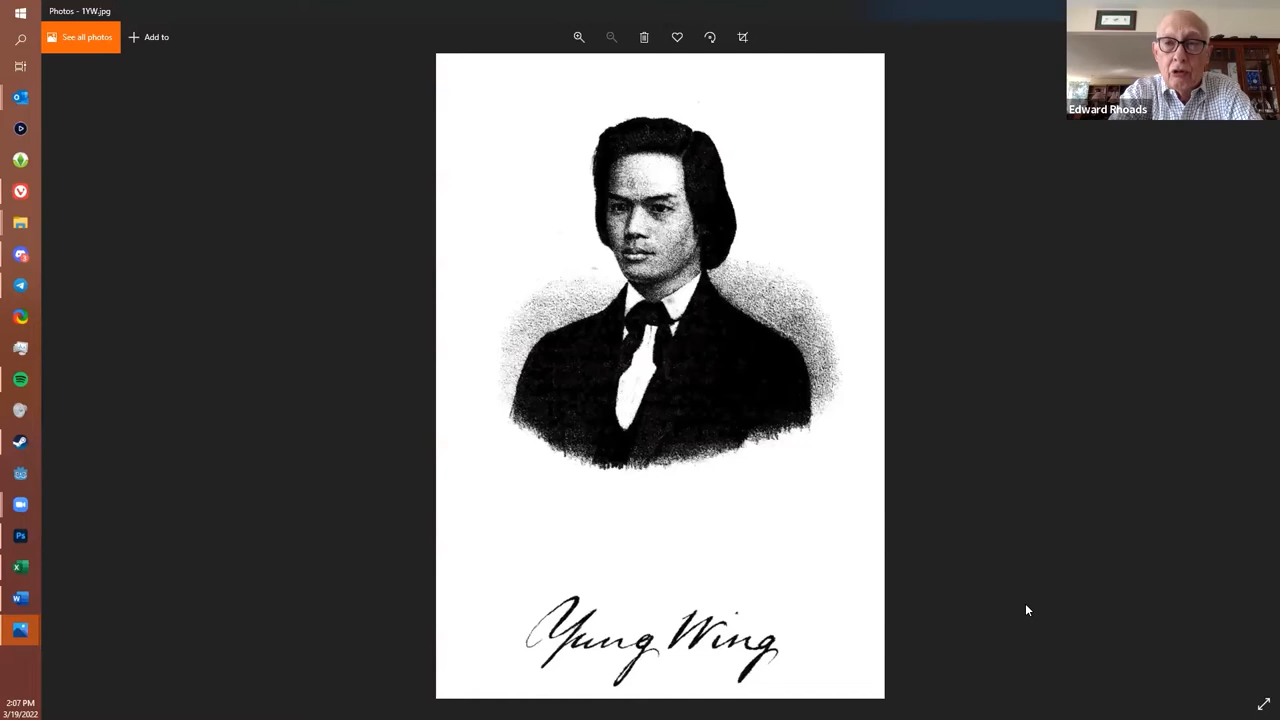 Photos - 1YW.jpg
See all photos
Add to
Edward Rhoads
Yung Wing
2:07 PM
3/19/2022